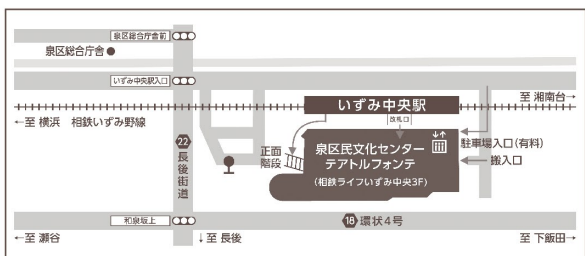 泉区総合庁舎前
泉区総合庁舎●
いずみ中央駅入口
至 湘南台→
いずみ中央駅
←至 横浜 相鉄いずみ野線
改札口
22
長後街道
正面
階段
泉区民文化センター
テアトルフォンテ
(相鉄ライフいずみ中央3F)
駐車場入口(有料)
搬入口
和泉坂上
18 環状4号
←至 瀬谷
↓至 長後
至 下飯田→